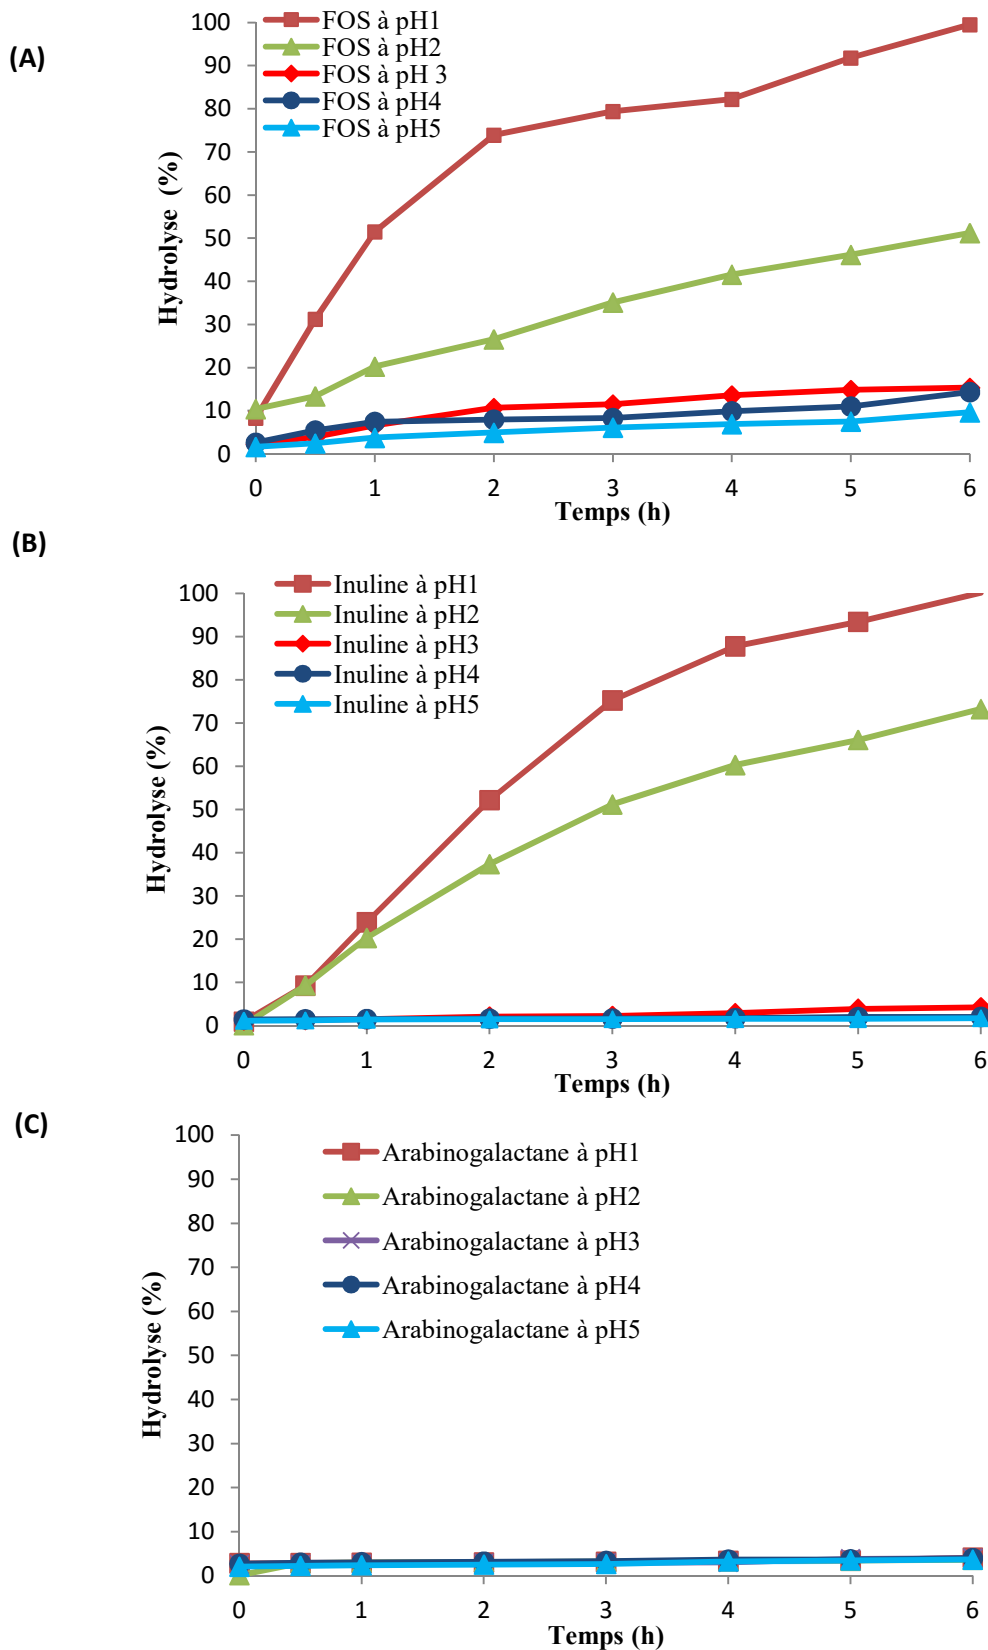 (A)
FOS à pH1
FOS à pH2
FOS à pH 3
FOS à pH4
FOS à pH5
Hydrolyse (%)
100
90
80
70
60
50
40
30
20
10
0
0 1 2 3 4 5 6
Temps (h)
(B)
Inuline à pH1
Inuline à pH2
Inuline à pH3
Inuline à pH4
Inuline à pH5
Hydrolyse (%)
100
90
80
70
60
50
40
30
20
10
0
0 1 2 3 4 5 6
Temps (h)
(C)
Arabinogalactane à pH1
Arabinogalactane à pH2
Arabinogalactane à pH3
Arabinogalactane à pH4
Arabinogalactane à pH5
Hydrolyse (%)
100
90
80
70
60
50
40
30
20
10
0
0 1 2 3 4 5 6
Temps (h)